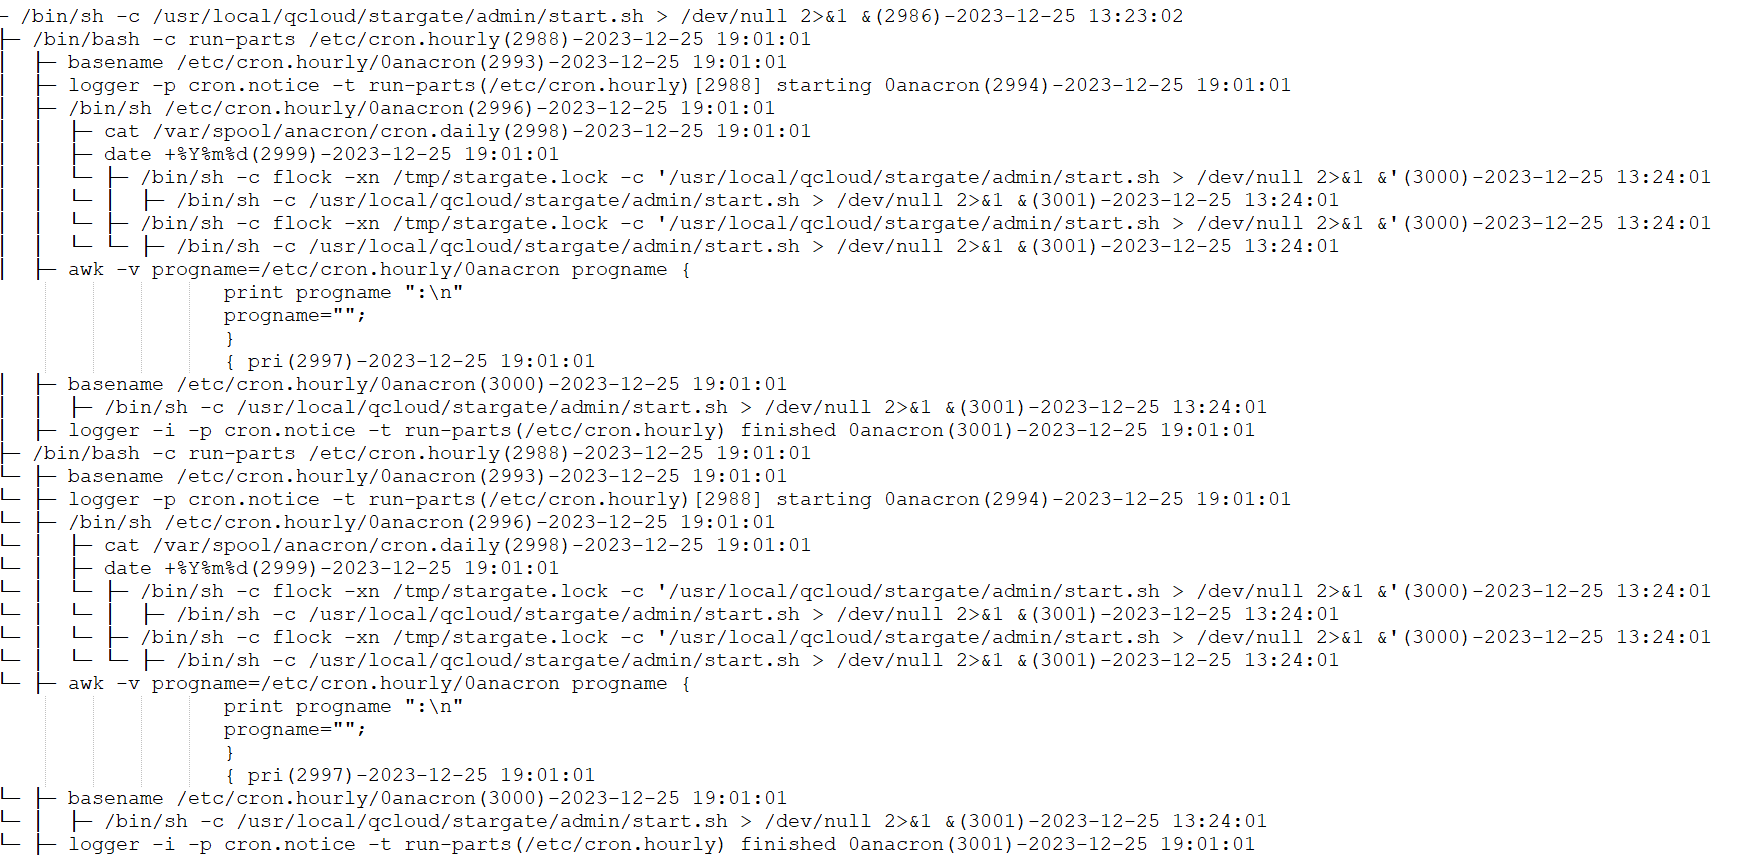 ─ /bin/sh -c /usr/local/qcloud/stargate/admin/start.sh > /dev/null 2>&1 &(2986)-2023-12-25 13:23:02
├─ /bin/bash -c run-parts /etc/cron.hourly(2988)-2023-12-25 19:01:01
│  ├─ basename /etc/cron.hourly/0anacron(2993)-2023-12-25 19:01:01
│  ├─ logger -p cron.notice -t run-parts(/etc/cron.hourly)[2988] starting 0anacron(2994)-2023-12-25 19:01:01
│  ├─ /bin/sh /etc/cron.hourly/0anacron(2996)-2023-12-25 19:01:01
│  │  ├─ cat /var/spool/anacron/cron.daily(2998)-2023-12-25 19:01:01
│  │  ├─ date +%Y%m%d(2999)-2023-12-25 19:01:01
│  │  └─ ├─ /bin/sh -c flock -xn /tmp/stargate.lock -c '/usr/local/qcloud/stargate/admin/start.sh > /dev/null 2>&1 &'(3000)-2023-12-25 13:24:01
│  │  └─ │  ├─ /bin/sh -c /usr/local/qcloud/stargate/admin/start.sh > /dev/null 2>&1 &(3001)-2023-12-25 13:24:01
│  │  └─ ├─ /bin/sh -c flock -xn /tmp/stargate.lock -c '/usr/local/qcloud/stargate/admin/start.sh > /dev/null 2>&1 &'(3000)-2023-12-25 13:24:01
│  │  └─ └─ ├─ /bin/sh -c /usr/local/qcloud/stargate/admin/start.sh > /dev/null 2>&1 &(3001)-2023-12-25 13:24:01
│  ├─ awk -v progname=/etc/cron.hourly/0anacron progname {
print progname ":\n"
progname="";
}
{ pri(2997)-2023-12-25 19:01:01
│  ├─ basename /etc/cron.hourly/0anacron(3000)-2023-12-25 19:01:01
│  │  ├─ /bin/sh -c /usr/local/qcloud/stargate/admin/start.sh > /dev/null 2>&1 &(3001)-2023-12-25 13:24:01
│  ├─ logger -i -p cron.notice -t run-parts(/etc/cron.hourly) finished 0anacron(3001)-2023-12-25 19:01:01
├─ /bin/bash -c run-parts /etc/cron.hourly(2988)-2023-12-25 19:01:01
└─ ├─ basename /etc/cron.hourly/0anacron(2993)-2023-12-25 19:01:01
└─ ├─ logger -p cron.notice -t run-parts(/etc/cron.hourly)[2988] starting 0anacron(2994)-2023-12-25 19:01:01
└─ ├─ /bin/sh /etc/cron.hourly/0anacron(2996)-2023-12-25 19:01:01
└─ │  ├─ cat /var/spool/anacron/cron.daily(2998)-2023-12-25 19:01:01
└─ │  ├─ date +%Y%m%d(2999)-2023-12-25 19:01:01
└─ │  └─ ├─ /bin/sh -c flock -xn /tmp/stargate.lock -c '/usr/local/qcloud/stargate/admin/start.sh > /dev/null 2>&1 &'(3000)-2023-12-25 13:24:01
└─ │  └─ │  ├─ /bin/sh -c /usr/local/qcloud/stargate/admin/start.sh > /dev/null 2>&1 &(3001)-2023-12-25 13:24:01
└─ │  └─ ├─ /bin/sh -c flock -xn /tmp/stargate.lock -c '/usr/local/qcloud/stargate/admin/start.sh > /dev/null 2>&1 &'(3000)-2023-12-25 13:24:01
└─ │  └─ └─ ├─ /bin/sh -c /usr/local/qcloud/stargate/admin/start.sh > /dev/null 2>&1 &(3001)-2023-12-25 13:24:01
└─ ├─ awk -v progname=/etc/cron.hourly/0anacron progname {
print progname ":\n"
progname="";
}
{ pri(2997)-2023-12-25 19:01:01
└─ ├─ basename /etc/cron.hourly/0anacron(3000)-2023-12-25 19:01:01
└─ │  ├─ /bin/sh -c /usr/local/qcloud/stargate/admin/start.sh > /dev/null 2>&1 &(3001)-2023-12-25 13:24:01
└─ ├─ logger -i -p cron.notice -t run-parts(/etc/cron.hourly) finished 0anacron(3001)-2023-12-25 19:01:01